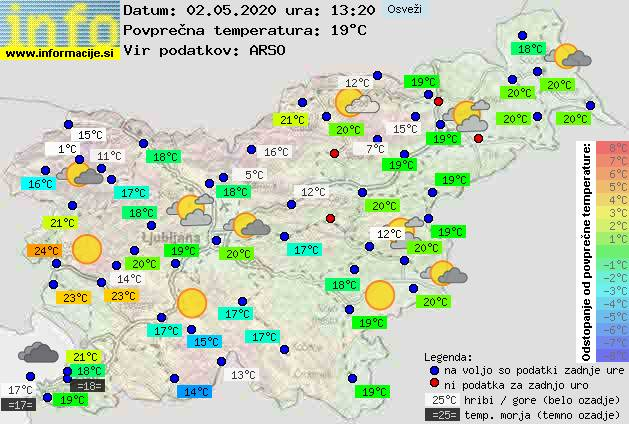 info
www.informacije.si
Datum: 02.05.2020 ura: 13:20
Osveži
Povprečna temperatura: 19°C
Vir podatkov: ARSO
18°C
20°C
20°C
12°C
19°C
21°C
20°C
15°C
19°C
20°C
20°C
15°C
1°C
11°C
18°C
16°C
7°C
19°C
16°C
17°C
5°C
18°C
12°C
19°C
20°C
21°C
18°C
Ljubljana
12°C
19°C
24°C
20°C
19°C
20°C
17°C
20°C
14°C
18°C
23°C
23°C
20°C
17°C
17°C
19°C
15°C
17°C
21°C
18°C
=18=
13°C
17°C
=17=
19°C
14°C
19°C
Odstopanje od povprečne temperature:
8°C
7°C
6°C
5°C
4°C
3°C
2°C
1°C
-1°C
-2°C
-3°C
-4°C
-5°C
-6°C
-7°C
-8°C
Legenda:
na voljo so podatki zadnje ure
ni podatka za zadnjo uro
25°C hribi / gore (belo ozadje)
=25= temp. morja (temno ozadje)